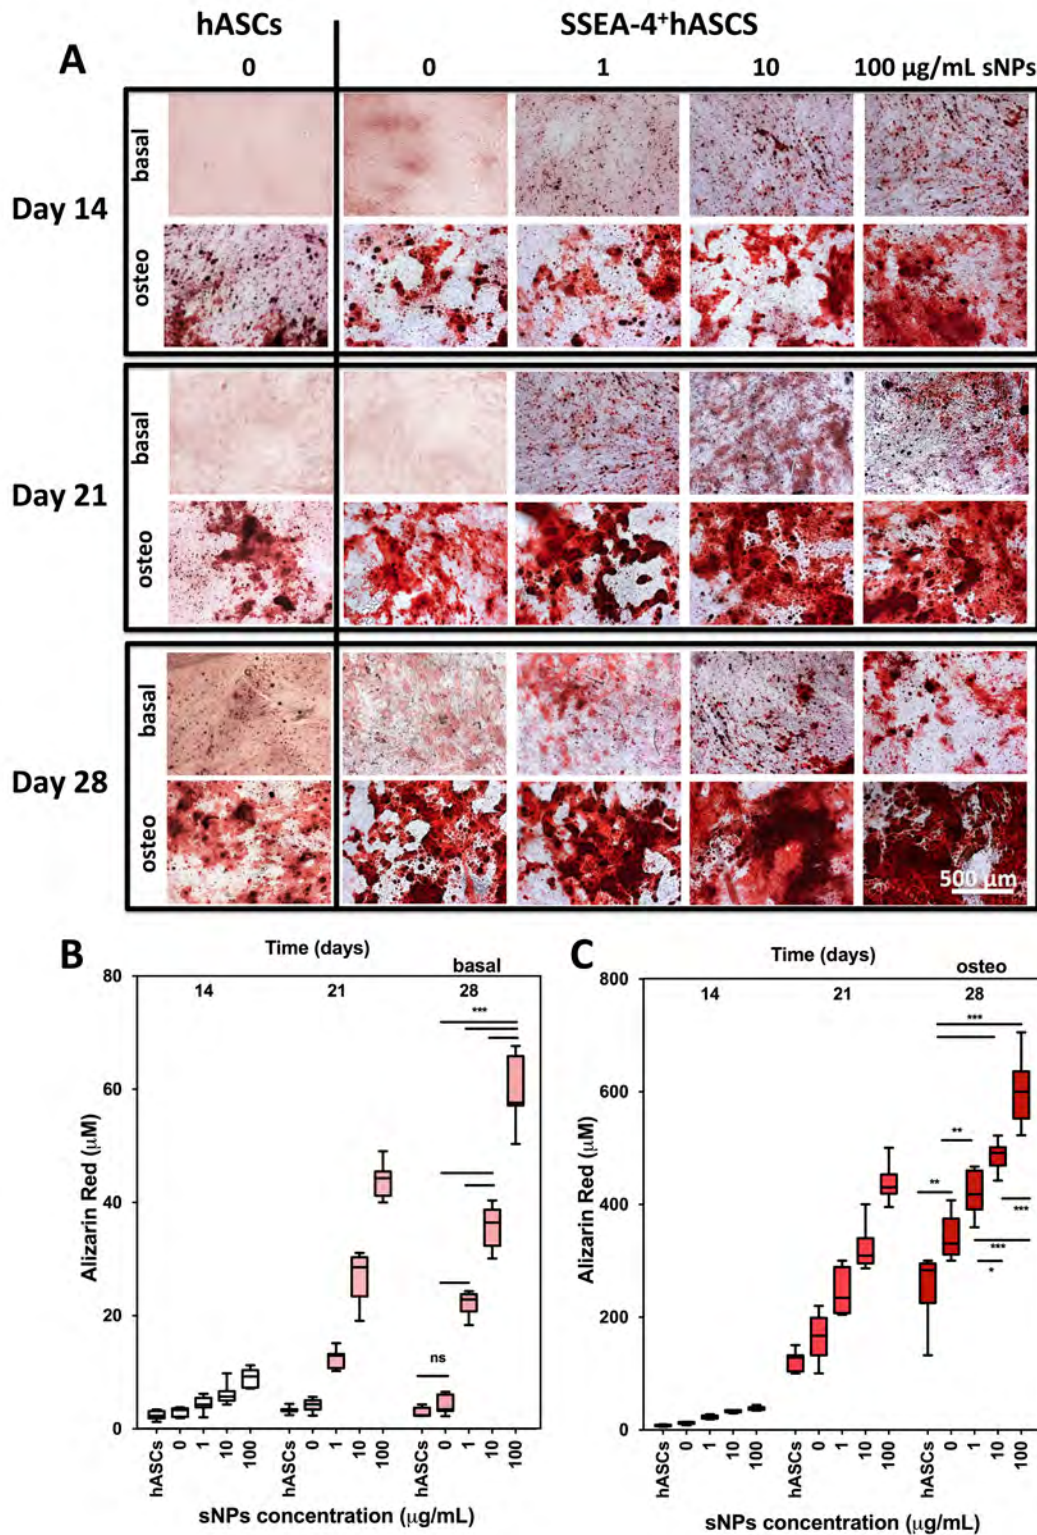 hASCs SSEA-4⁺hASCS
A 0 0 1 10 100 µg/mL sNPs
Day 14
basal
osteo
Day 21
basal
osteo
Day 28
basal
osteo
500 µm
B
Time (days)
basal
14 21 28
***
ns
80
60
40
20
0
Alizarin Red (µM)
hASCs 0 1 10 100 hASCs 0 1 10 100 hASCs 0 1 10 100
sNPs concentration (µg/mL)
C
Time (days)
osteo
14 21 28
***
**
**
***
***
*
800
600
400
200
0
Alizarin Red (µM)
hASCs 0 1 10 100 hASCs 0 1 10 100 hASCs 0 1 10 100
sNPs concentration (µg/mL)